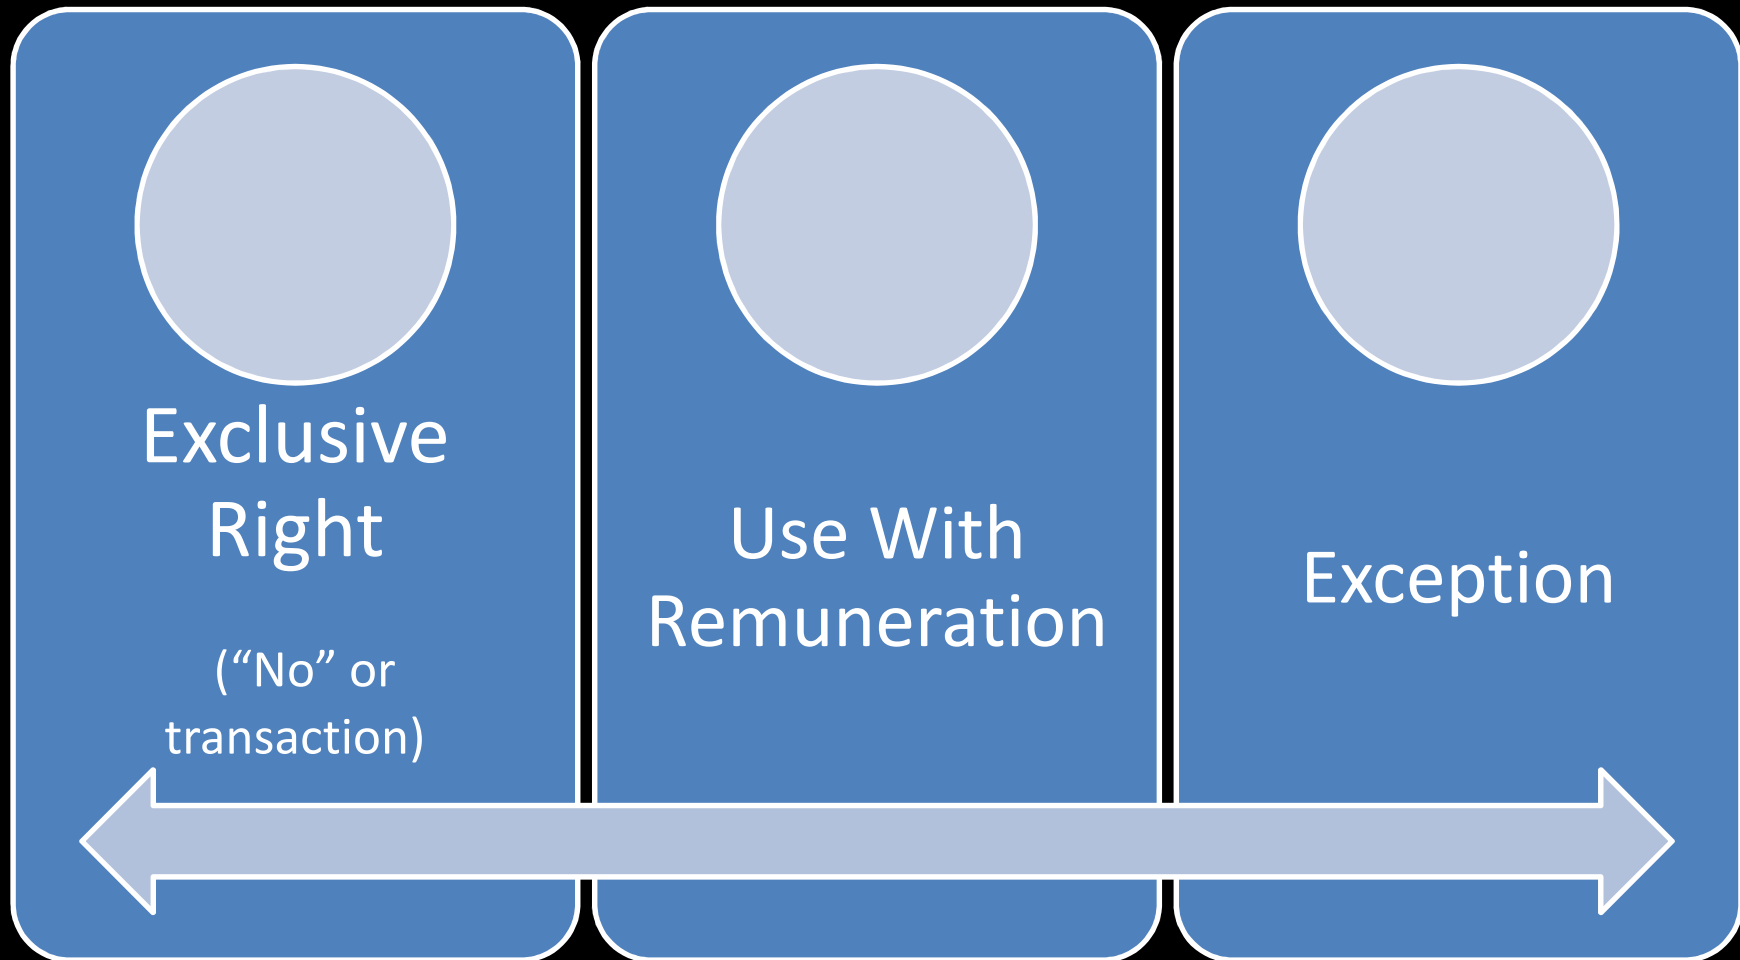 Exclusive
Right
(“No” or
transaction)
Use With
Remuneration
Exception